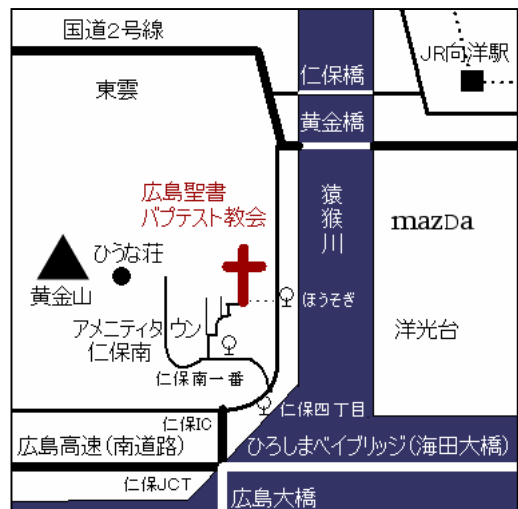 国道2号線
JR向洋駅
仁保橋
東雲
黄金橋
広島聖書
バプテスト教会
猿猴川
mazDa
ひうな荘
黄金山
ほうそぎ
アメニティタウン
仁保南
洋光台
仁保南一番
仁保四丁目
仁保IC
広島高速(南道路)
ひろしまベイブリッジ(海田大橋)
仁保JCT
広島大橋